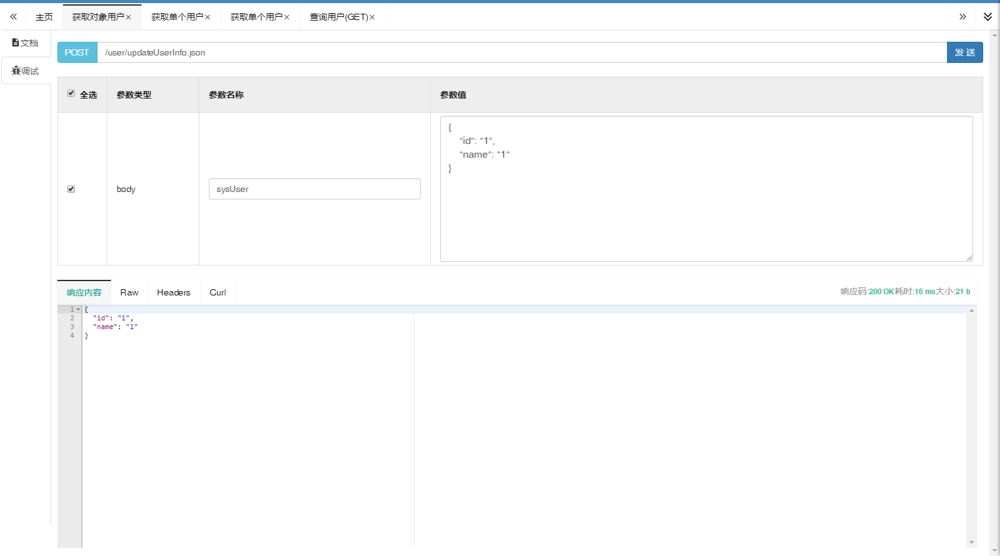 主页 获取对象用户× 获取单个用户× 获取单个用户× 查询用户(GET)×
文档
调试
POST /user/updateUserInfo.json 发 送
全选 参数类型 参数名称 参数值
body sysUser
{
"id": "1",
"name": "1"
}
响应内容 Raw Headers Curl 响应码:200 OK耗时:16 ms大小:21 b
1 {
2 "id": "1",
3 "name": "1"
4 }